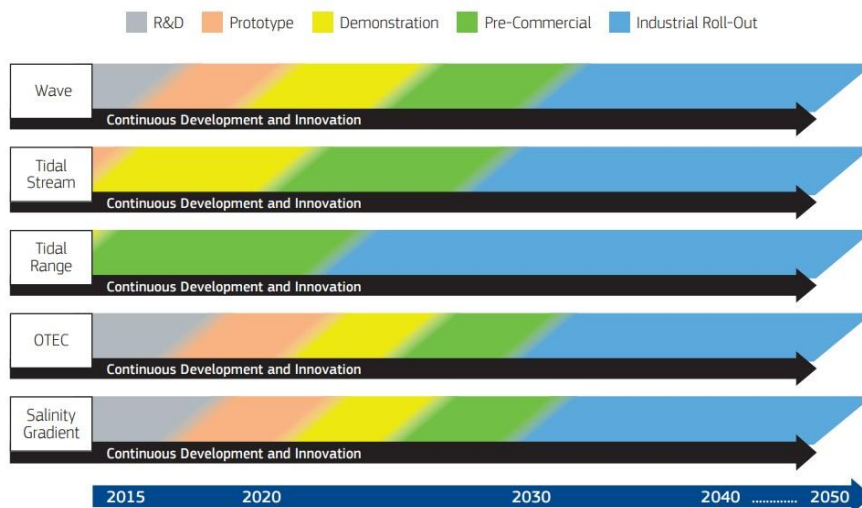 R&D Prototype Demonstration Pre-Commercial Industrial Roll-Out
Wave
Continuous Development and Innovation
Tidal
Stream
Continuous Development and Innovation
Tidal
Range
Continuous Development and Innovation
OTEC
Continuous Development and Innovation
Salinity
Gradient
Continuous Development and Innovation
2015 2020 2030 2040 ............ 2050